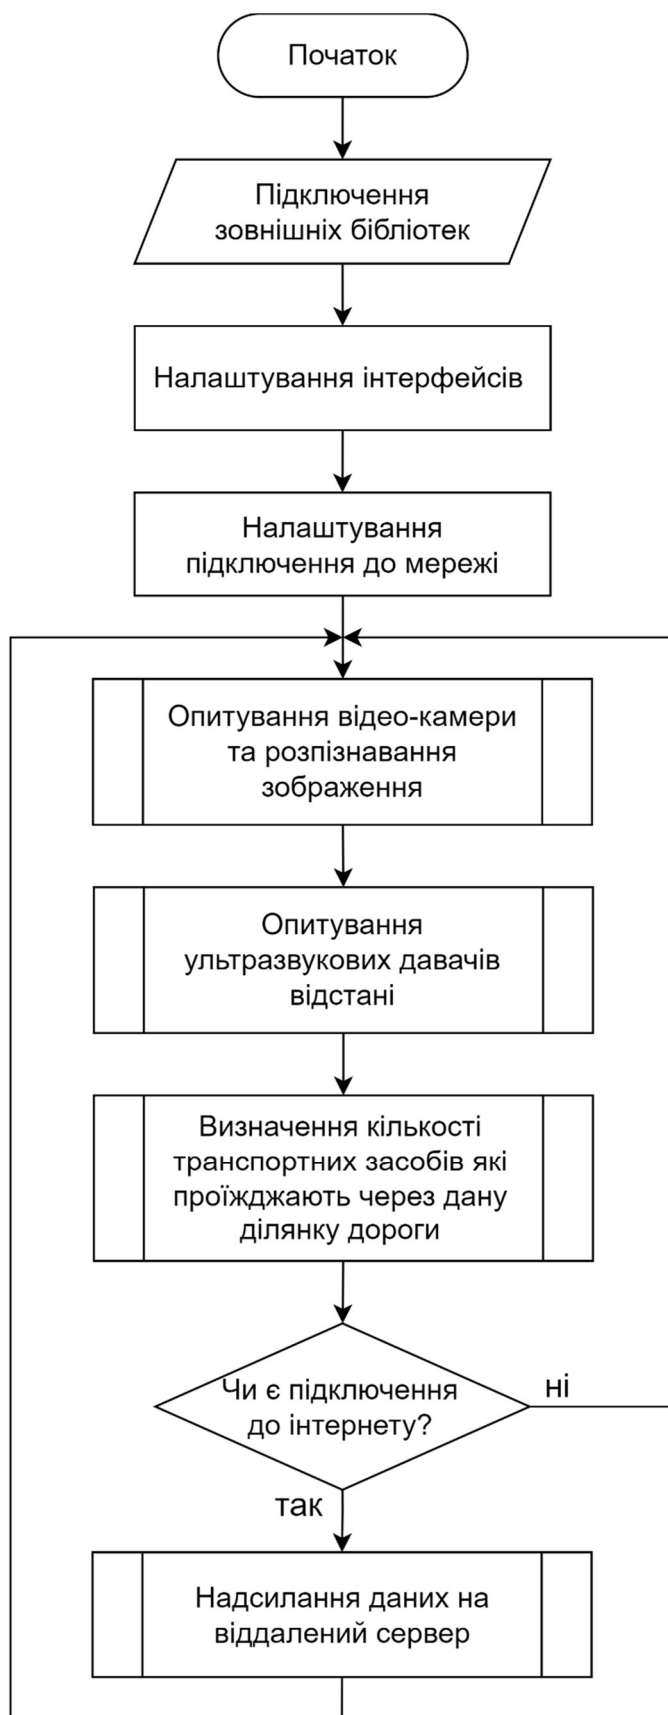 Початок
Підключення
зовнішніх бібліотек
Налаштування інтерфейсів
Налаштування
підключення до мережі
Опитування відео-камери
та розпізнавання
зображення
Опитування
ультразвукових давачів
відстані
Визначення кількості
транспортних засобів які
проїжджають через дану
ділянку дороги
Чи є підключення
до інтернету?
ні
так
Надсилання даних на
віддалений сервер